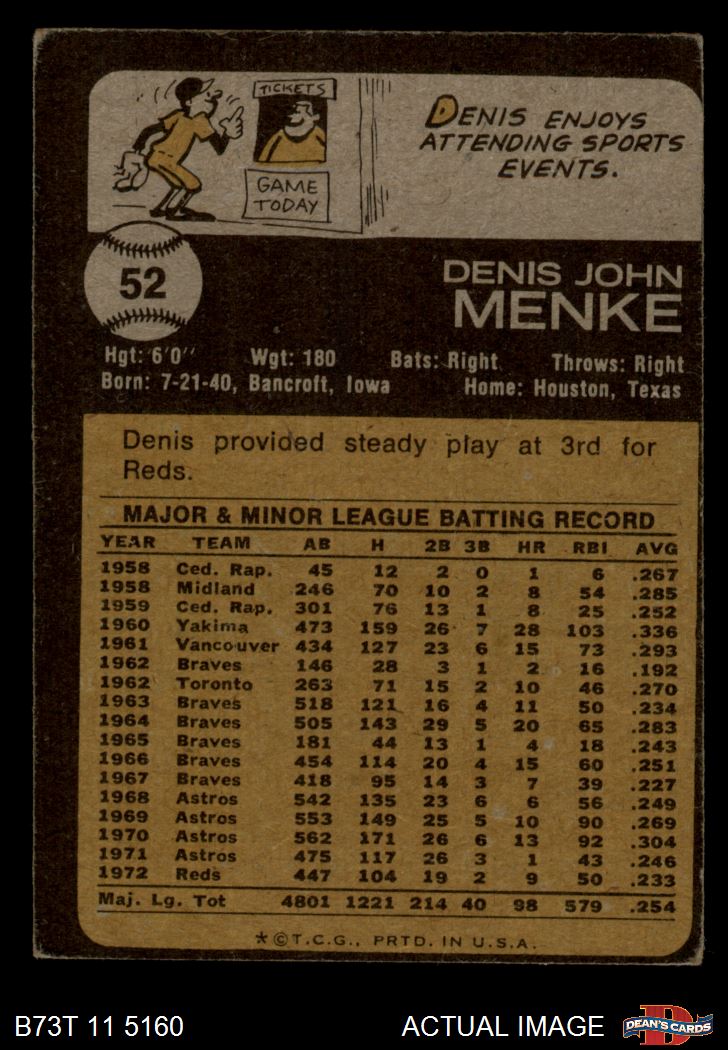 TICKETS
GAME
TODAY
DENIS ENJOYS
ATTENDING SPORTS
EVENTS.
52
DENIS JOHN
MENKE
Hgt: 6'0" Wgt: 180 Bats: Right Throws: Right
Born: 7-21-40, Bancroft, Iowa Home: Houston, Texas
Denis provided steady play at 3rd for
Reds.
MAJOR & MINOR LEAGUE BATTING RECORD
YEAR TEAM AB H 2B 3B HR RBI AVG
1958 Ced. Rap. 45 12 2 0 1 6 .267
1958 Midland 246 70 10 2 8 54 .285
1959 Ced. Rap. 301 76 13 1 8 25 .252
1960 Yakima 473 159 26 7 28 103 .336
1961 Vancouver 434 127 23 6 15 73 .293
1962 Braves 146 28 3 1 2 16 .192
1962 Toronto 263 71 15 2 10 46 .270
1963 Braves 518 121 16 4 11 50 .234
1964 Braves 505 143 29 5 20 65 .283
1965 Braves 181 44 13 1 4 18 .243
1966 Braves 454 114 20 4 15 60 .251
1967 Braves 418 95 14 3 7 39 .227
1968 Astros 542 135 23 6 6 56 .249
1969 Astros 553 149 25 5 10 90 .269
1970 Astros 562 171 26 6 13 92 .304
1971 Astros 475 117 26 3 1 43 .246
1972 Reds 447 104 19 2 9 50 .233
Maj. Lg. Tot 4801 1221 214 40 98 579 .254
*©T.C.G., PRTD. IN U.S.A.
B73T 11 5160 ACTUAL IMAGE
D
DEAN'S CARDS